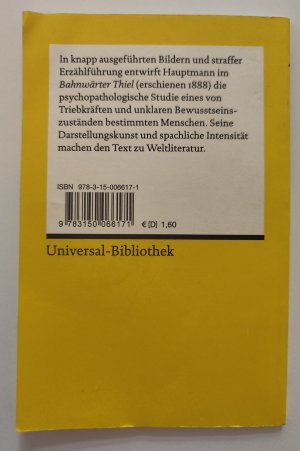 In knapp ausgeführten Bildern und straffer
Erzählführung entwirft Hauptmann im
Bahnwärter Thiel (erschienen 1888) die
psychopathologische Studie eines von
Triebkräften und unklaren Bewusstseins-
zuständen bestimmten Menschen. Seine
Darstellungskunst und spachliche Intensität
machen den Text zu Weltliteratur.
ISBN 978-3-15-006617-1
9 783150 066171
€ [D] 1,60
Universal-Bibliothek